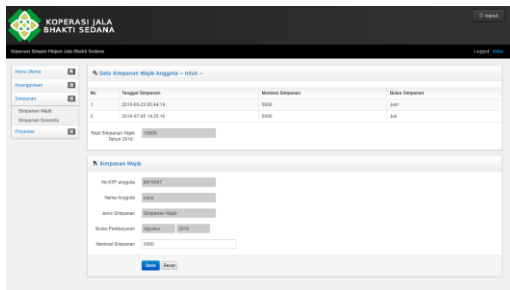 KOPERASI JALA
BHAKTI SEDANA
logout
Koperasi Simpan Pinjam Jala Bhakti Sedana
Logged :
Menu Utama
Keanggotaan
Simpanan
Simpanan Wajib
Simpanan Sukarela
Pinjaman
Data Simpanan Wajib Anggota -- niluh --
No Tanggal Simpanan Nominal Simpanan Bulan Simpanan
1 2016-06-23 05:44:14 5000 Juni
2 2016-07-05 14:25:16 5000 Juli
Total Simpanan Wajib Tahun 2016 : 10000
Simpanan Wajib
No KTP anggota
Nama Anggota niluh
Jenis Simpanan Simpanan Wajib
Bulan Pembayaran Agustus 2016
Nominal Simpanan 5000
Save Reset